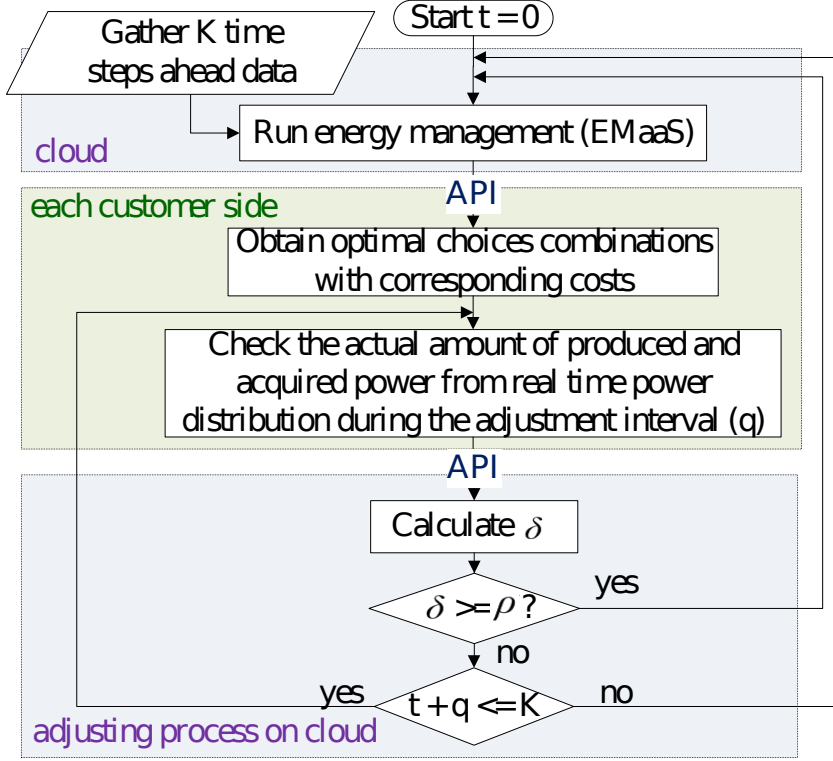 Start t = 0
Gather K time
steps ahead data
Run energy management (EMaaS)
cloud
API
each customer side
Obtain optimal choices combinations
with corresponding costs
Check the actual amount of produced and
acquired power from real time power
distribution during the adjustment interval (q)
API
Calculate δ
δ >= ρ ?
yes
no
yes
t + q <= K
no
adjusting process on cloud